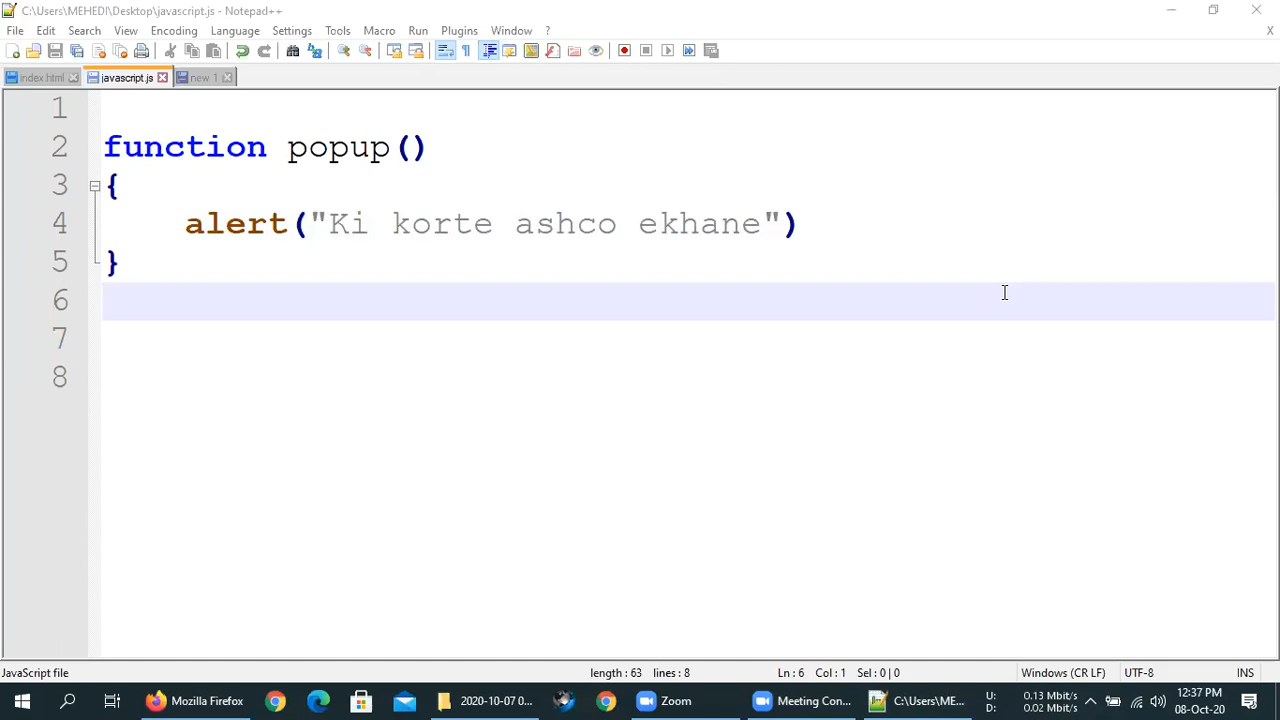 C:\Users\MEHEDI\Desktop\javascript.js - Notepad++
File Edit Search View Encoding Language Settings Tools Macro Run Plugins Window ? X
index.html javascript.js new 1
1
2 function popup()
3 {
4 alert("Ki korte ashco ekhane")
5 }
6
7
8
JavaScript file length : 63 lines : 8 Ln : 6 Col : 1 Sel : 0 | 0 Windows (CR LF) UTF-8 INS
Mozilla Firefox 2020-10-07 0... Zoom Meeting Con... C:\Users\ME... U: 0.13 Mbit/s 12:37 PM
D: 0.02 Mbit/s 08-Oct-20